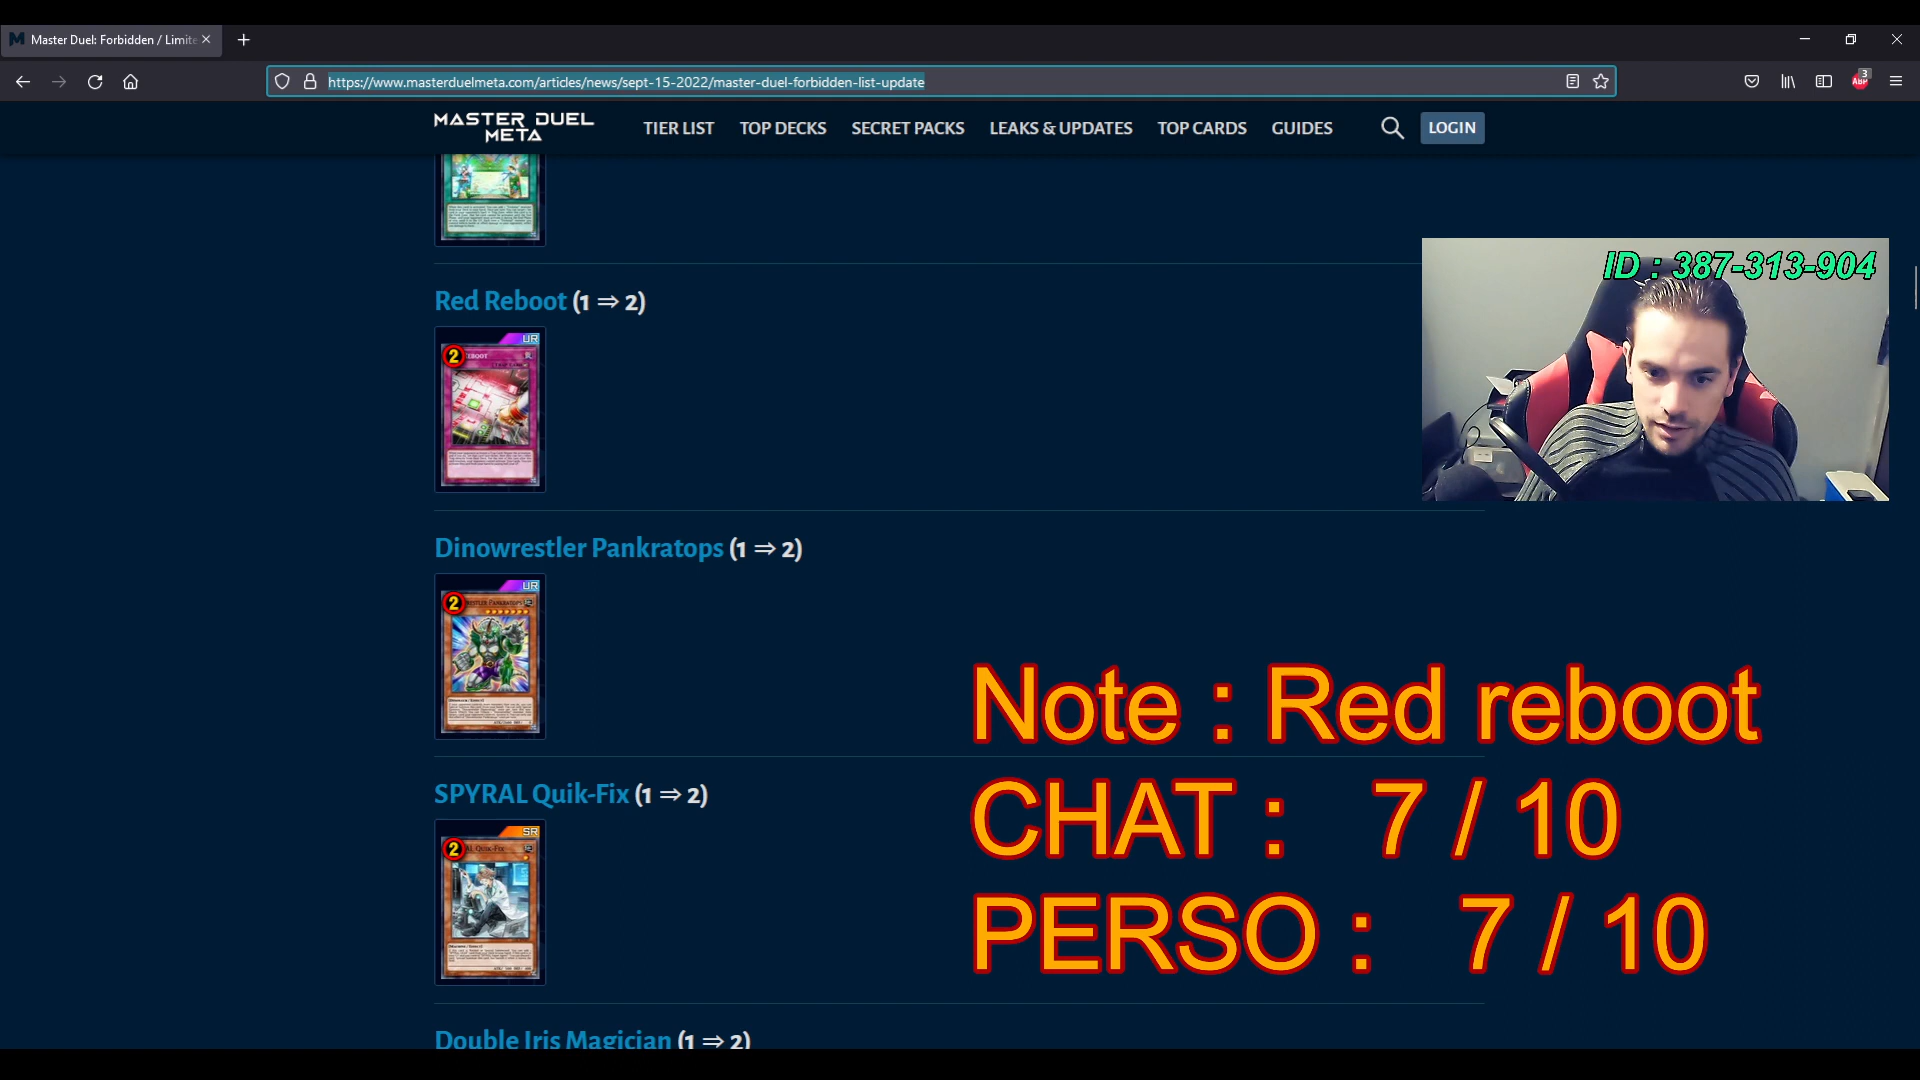 Master Duel: Forbidden / Limite
https://www.masterduelmeta.com/articles/news/sept-15-2022/master-duel-forbidden-list-update
3
ABP
MASTER DUEL
META
TIER LIST
TOP DECKS
SECRET PACKS
LEAKS & UPDATES
TOP CARDS
GUIDES
LOGIN
ID : 387-313-904
Red Reboot (1 ⇒ 2)
UR
2
Dinowrestler Pankratops (1 ⇒ 2)
UR
2
Note : Red reboot
SPYRAL Quik-Fix (1 ⇒ 2)
CHAT : 7 / 10
SR
2
PERSO : 7 / 10
Double Iris Magician (1 ⇒ 2)